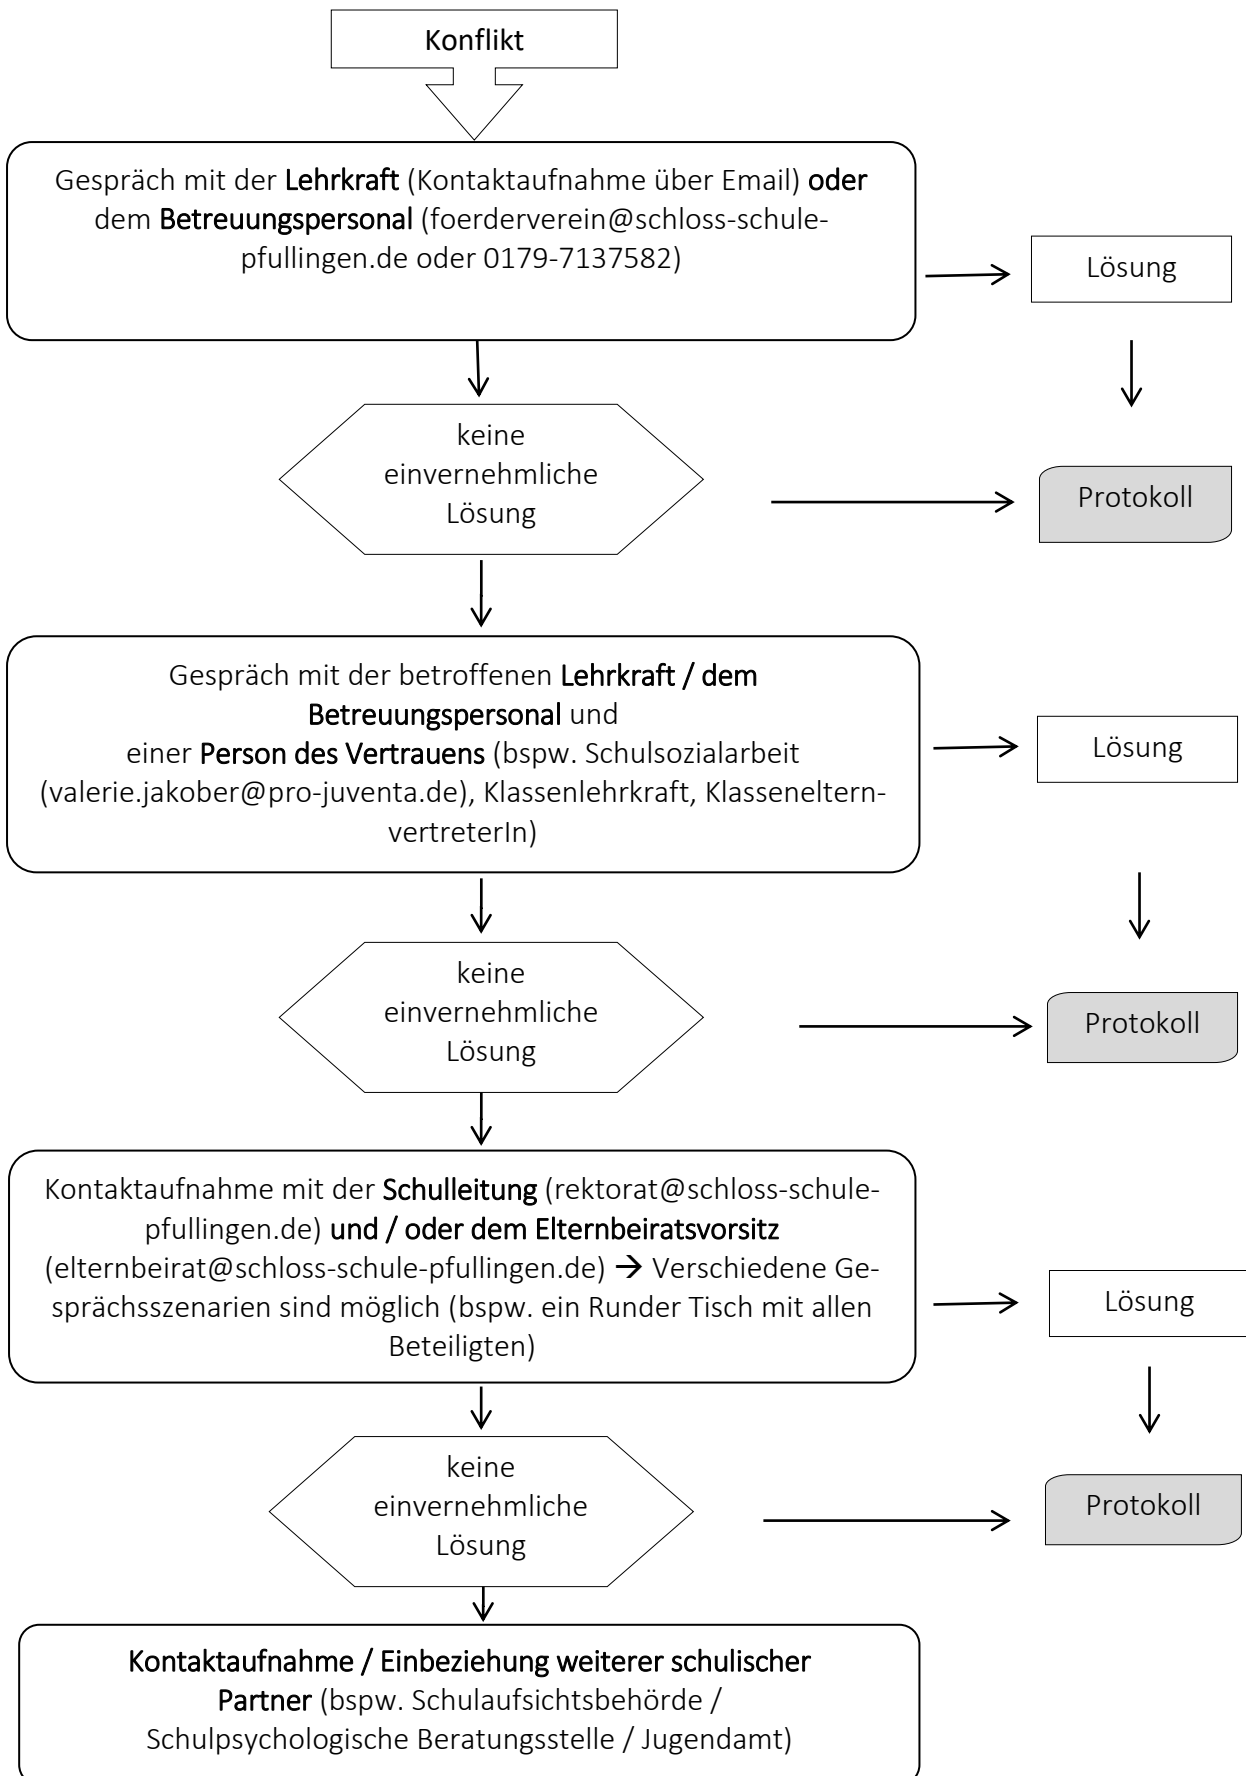 Konflikt
Gespräch mit der Lehrkraft (Kontaktaufnahme über Email) oder
dem Betreuungspersonal (foerderverein@schloss-schule-
pfullingen.de oder 0179-7137582)
Lösung
keine
einvernehmliche
Lösung
Protokoll
Gespräch mit der betroffenen Lehrkraft / dem
Betreuungspersonal und
einer Person des Vertrauens (bspw. Schulsozialarbeit
(valerie.jakober@pro-juventa.de), Klassenlehrkraft, Klasseneltern-
vertreterIn)
Lösung
keine
einvernehmliche
Lösung
Protokoll
Kontaktaufnahme mit der Schulleitung (rektorat@schloss-schule-
pfullingen.de) und / oder dem Elternbeiratsvorsitz
(elternbeirat@schloss-schule-pfullingen.de) → Verschiedene Ge-
sprächsszenarien sind möglich (bspw. ein Runder Tisch mit allen
Beteiligten)
Lösung
keine
einvernehmliche
Lösung
Protokoll
Kontaktaufnahme / Einbeziehung weiterer schulischer
Partner (bspw. Schulaufsichtsbehörde /
Schulpsychologische Beratungsstelle / Jugendamt)